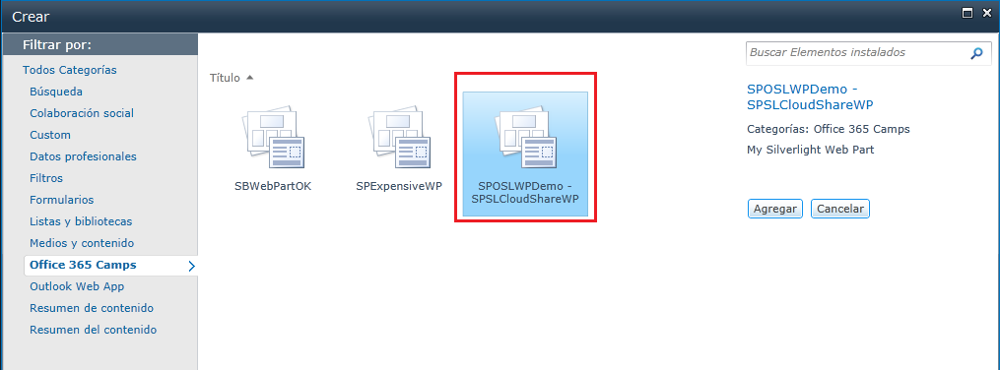 Crear
Filtrar por:
Todos Categorías
Búsqueda
Colaboración social
Custom
Datos profesionales
Filtros
Formularios
Listas y bibliotecas
Medios y contenido
Office 365 Camps
Outlook Web App
Resumen de contenido
Resumen del contenido
Título
SBWebPartOK
SPExpensiveWP
SPOSLWPDemo -
SPSLCloudShareWP
Buscar Elementos instalados
SPOSLWPDemo -
SPSLCloudShareWP
Categorías: Office 365 Camps
My Silverlight Web Part
Agregar
Cancelar